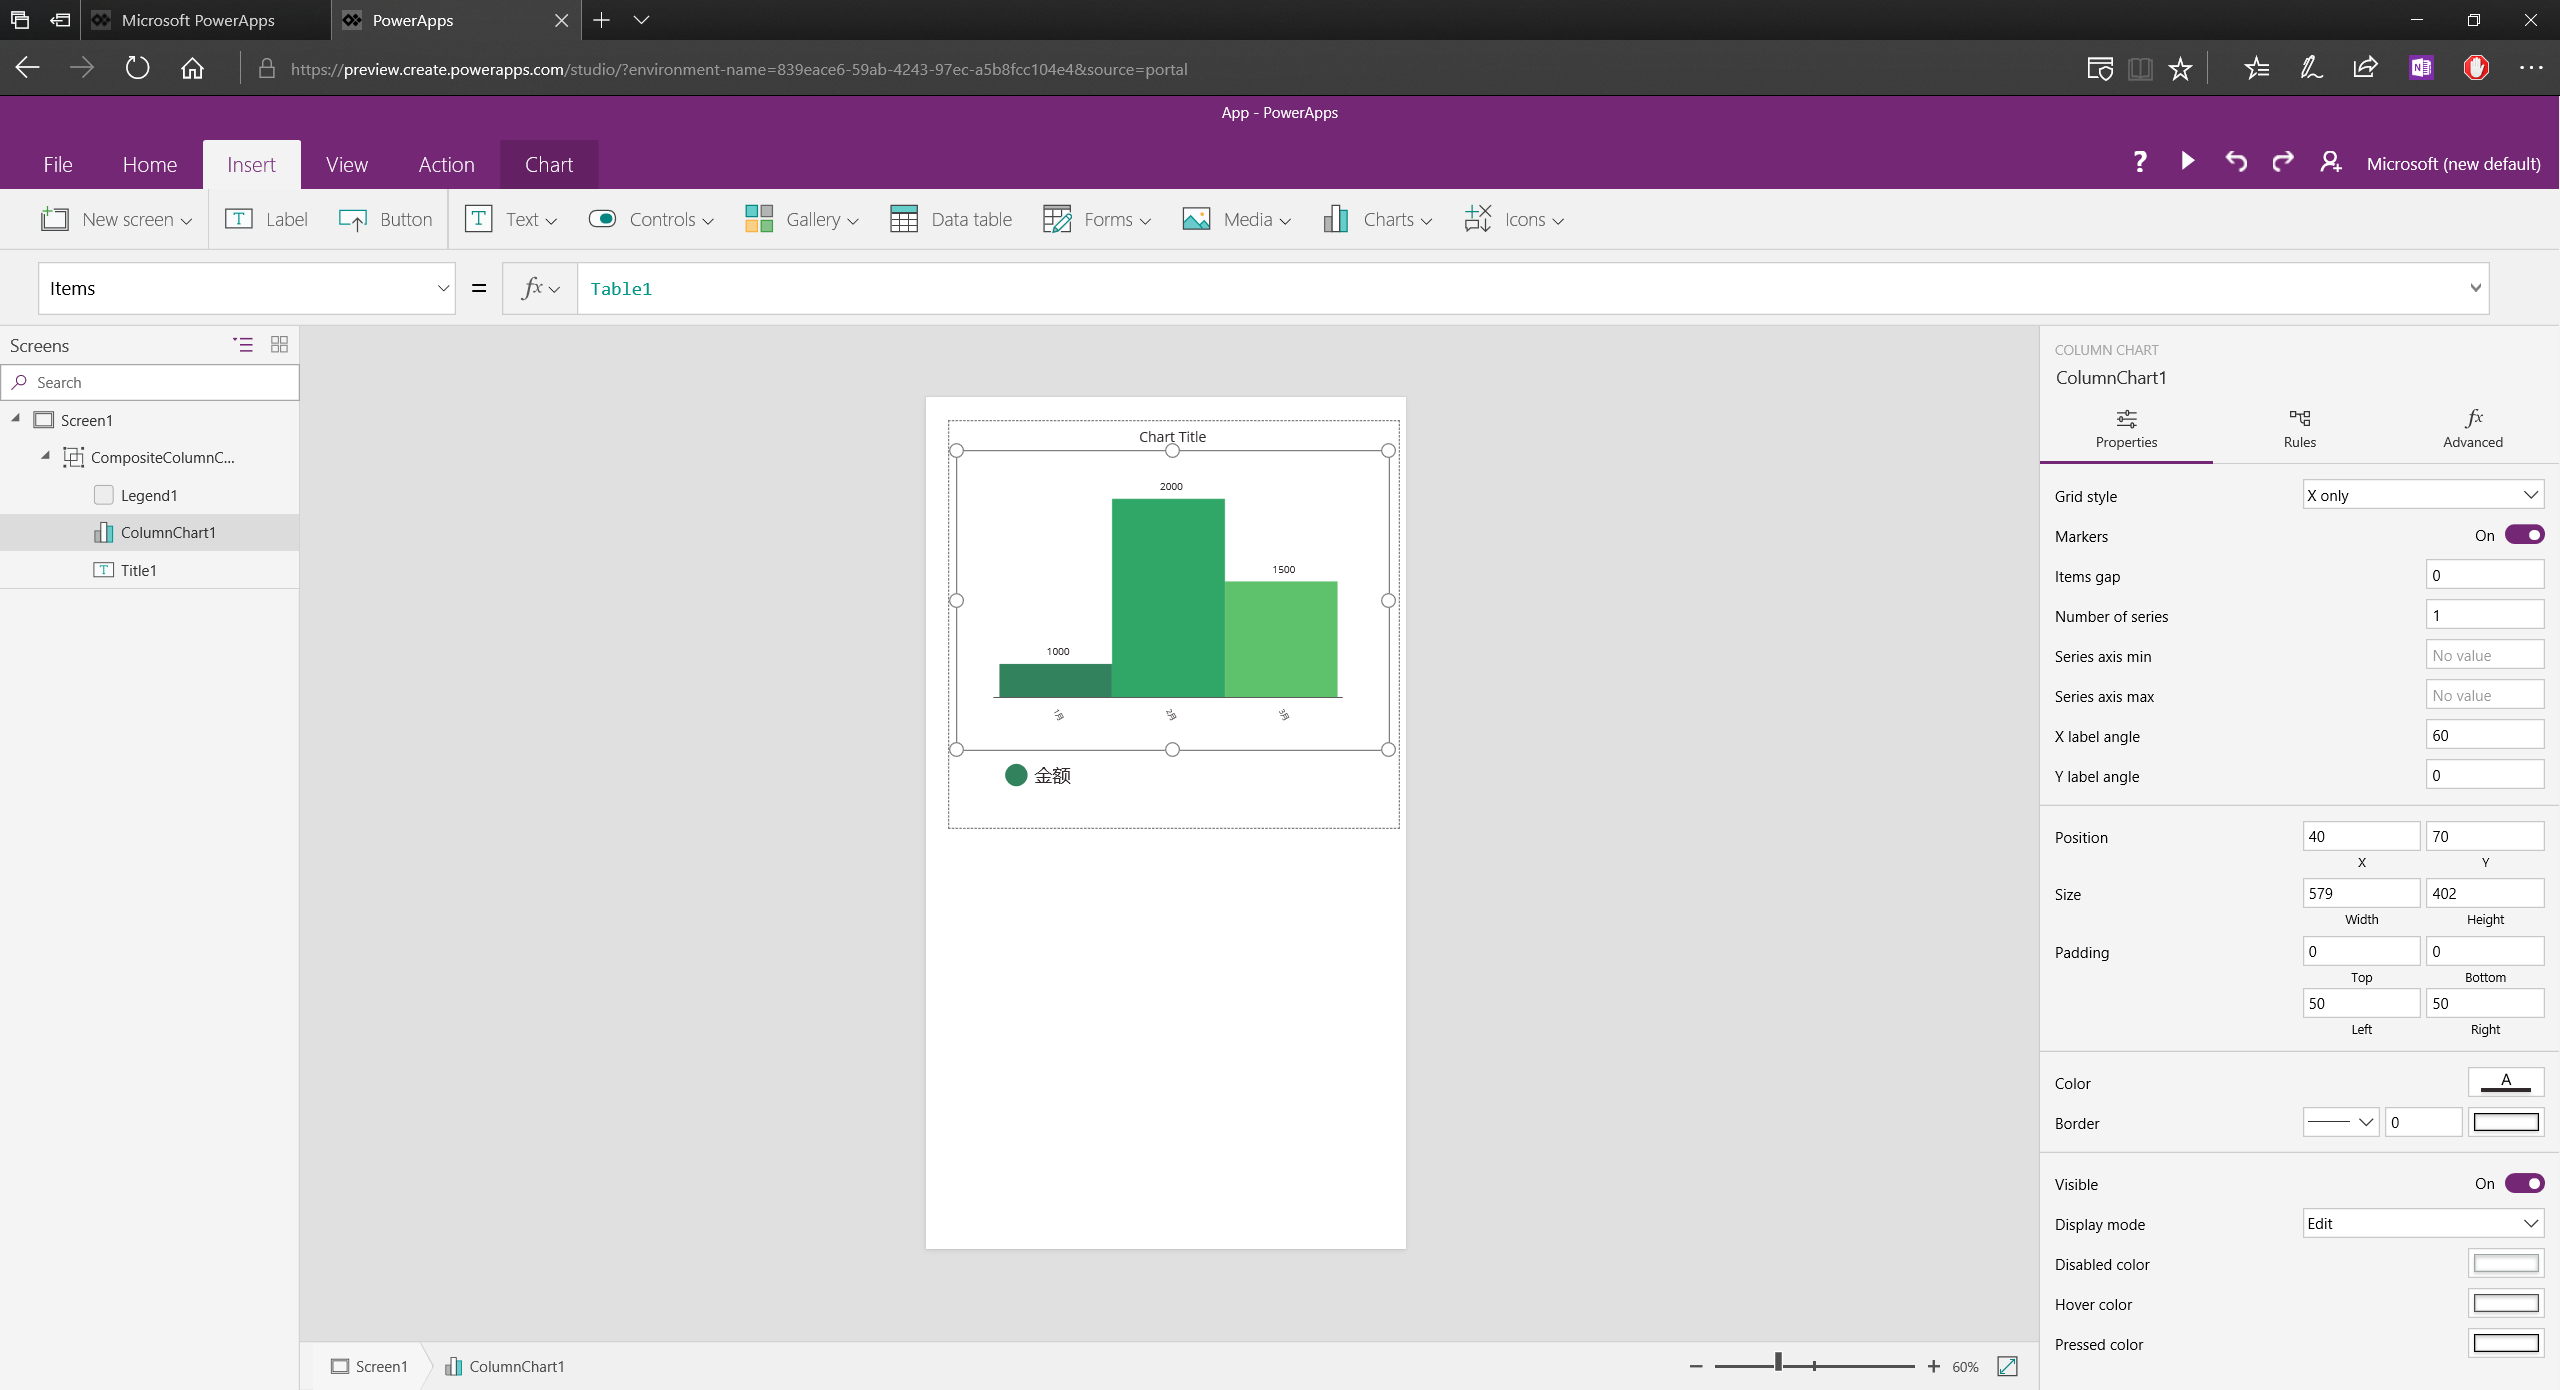 Microsoft PowerApps
PowerApps
https://preview.create.powerapps.com/studio/?environment-name=839eace6-59ab-4243-97ec-a5b8fcc104e4&source=portal
App - PowerApps
File Home Insert View Action Chart
? Microsoft (new default)
New screen Label Button Text Controls Gallery Data table Forms Media Charts Icons
Items = fx Table1
Screens
Search
Screen1
CompositeColumnC...
Legend1
ColumnChart1
Title1
Chart Title
2000
1500
1000
1月 2月 3月
金额
Screen1 ColumnChart1
60%
COLUMN CHART
ColumnChart1
Properties Rules Advanced
Grid style X only
Markers On
Items gap 0
Number of series 1
Series axis min No value
Series axis max No value
X label angle 60
Y label angle 0
Position 40 70
X Y
Size 579 402
Width Height
Padding 0 0
Top Bottom
50 50
Left Right
Color A
Border 0
Visible On
Display mode Edit
Disabled color
Hover color
Pressed color